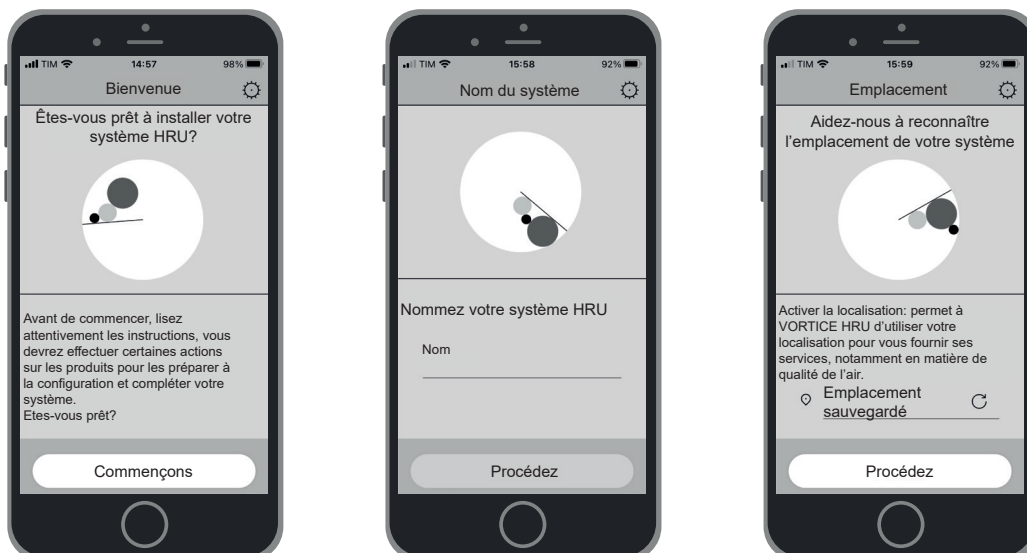 TIM 14:57 98%
Bienvenue
Êtes-vous prêt à installer votre
système HRU?
Avant de commencer, lisez
attentivement les instructions, vous
devrez effectuer certaines actions
sur les produits pour les préparer à
la configuration et compléter votre
système.
Etes-vous prêt?
Commençons
TIM 15:58 92%
Nom du système
Nommez votre système HRU
Nom
Procédez
TIM 15:59 92%
Emplacement
Aidez-nous à reconnaître
l’emplacement de votre système
Activer la localisation: permet à
VORTICE HRU d’utiliser votre
localisation pour vous fournir ses
services, notamment en matière de
qualité de l’air.
Emplacement
sauvegardé
Procédez